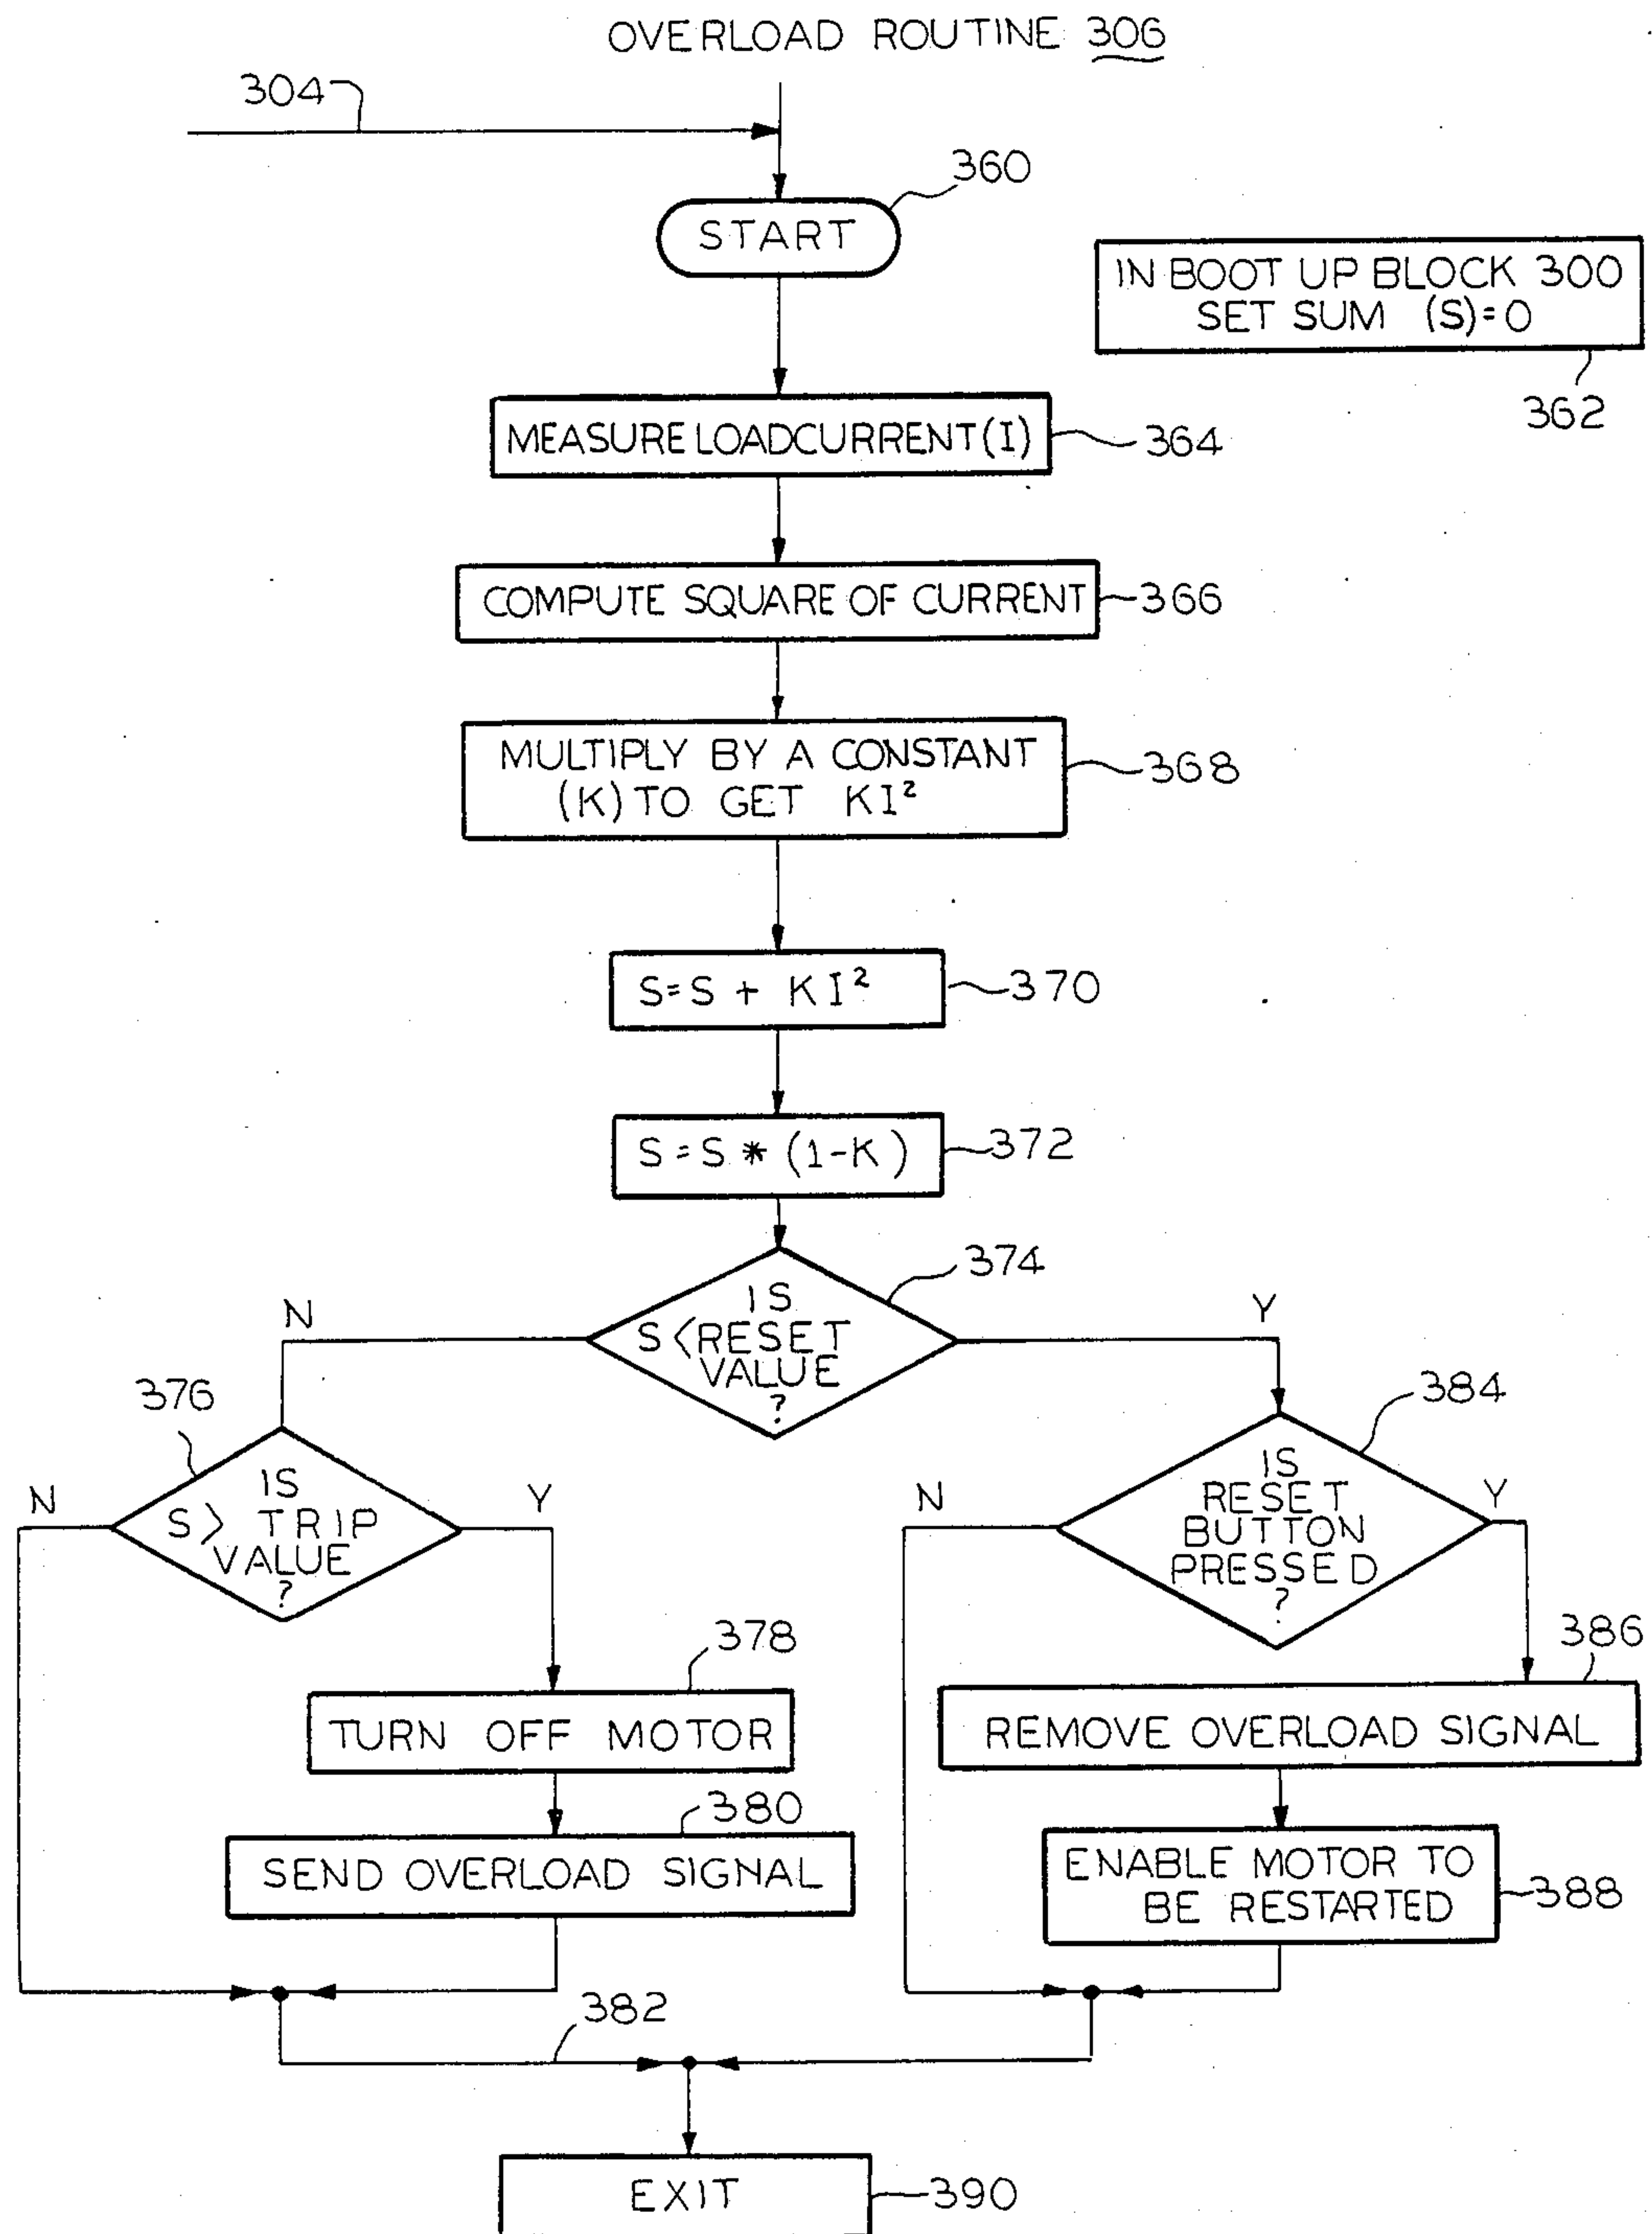 OVERLOAD ROUTINE 306
304
360
START
IN BOOT UP BLOCK 300
SET SUM (S)=0
362
MEASURE LOADCURRENT(I)
364
COMPUTE SQUARE OF CURRENT
366
MULTIPLY BY A CONSTANT
(K) TO GET KI²
368
S=S + KI²
370
S=S*(1-K)
372
374
IS
S<RESET
VALUE
?
N
Y
376
384
IS
S> TRIP
VALUE
?
N
Y
IS
RESET
BUTTON
PRESSED
?
N
Y
378
386
TURN OFF MOTOR
REMOVE OVERLOAD SIGNAL
380
SEND OVERLOAD SIGNAL
ENABLE MOTOR TO
BE RESTARTED
388
382
EXIT
390